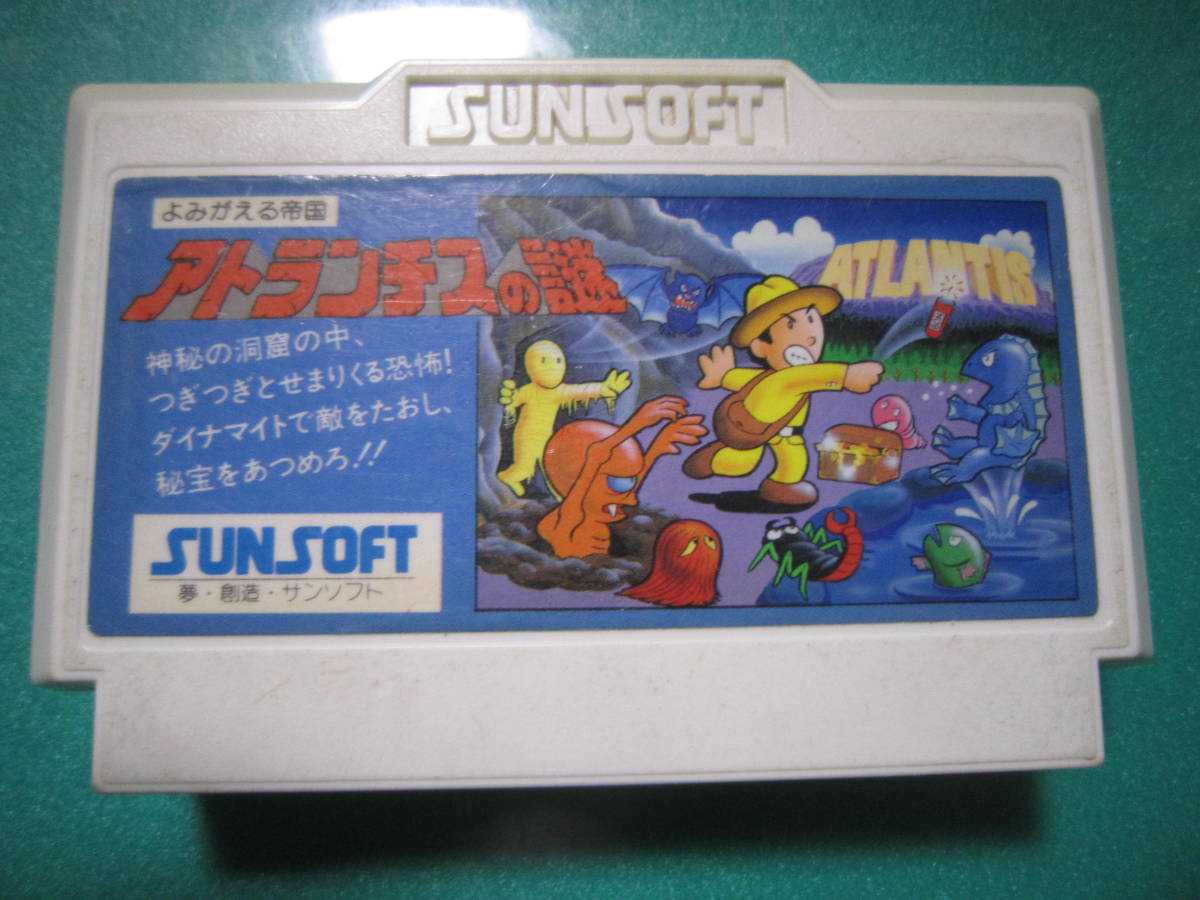 SUNSOFT
よみがえる帝国
アトランチスの謎
ATLANTIS
神秘の洞窟の中、
つぎつぎとせまりくる恐怖!
ダイナマイトで敵をたおし、
秘宝をあつめろ!!
SUNSOFT
夢・創造・サンソフト